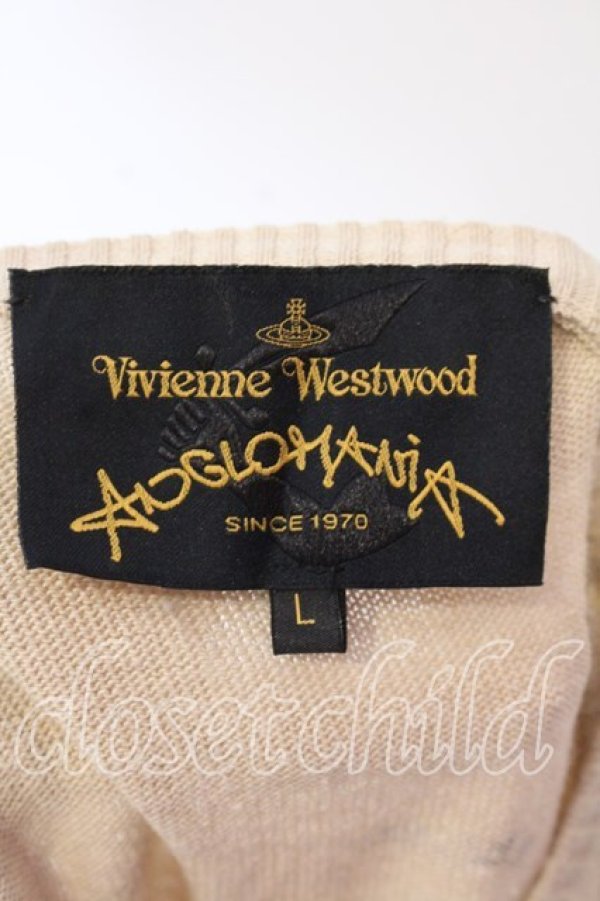 Vivienne Westwood
ANGLOMANIA
SINCE 1970
L
closetchild